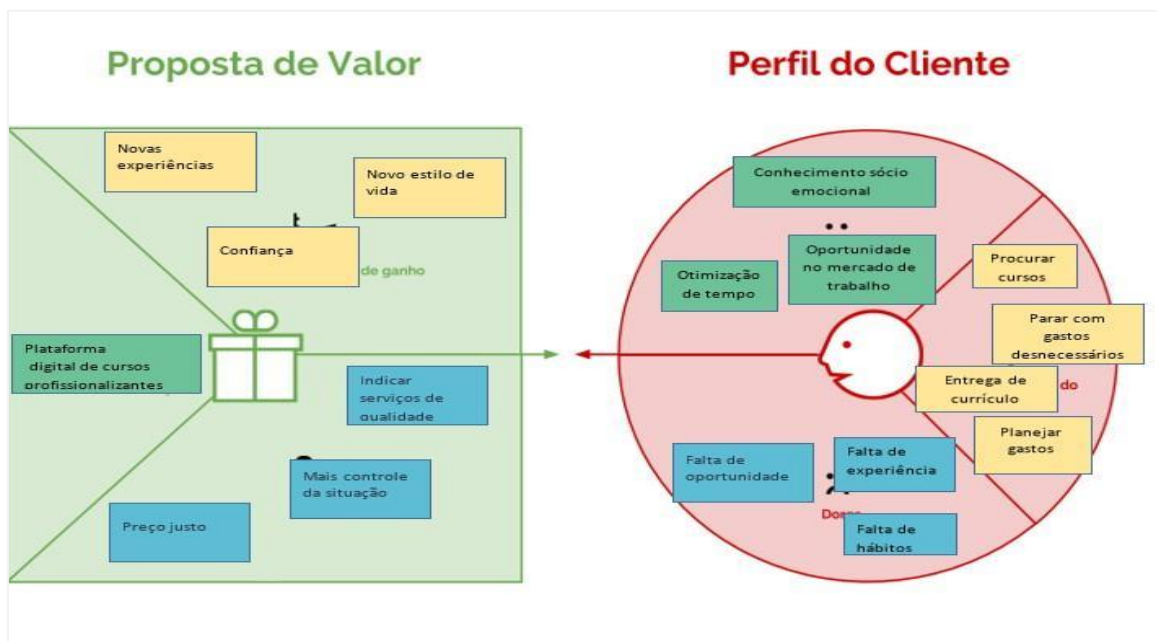 Proposta de Valor
Novas
experiências
Novo estilo de
vida
Confiança
de ganho
Plataforma
digital de cursos
profissionalizantes
Indicar
serviços de
qualidade
Mais controle
da situação
Preço justo
Perfil do Cliente
Conhecimento sócio
emocional
Otimização
de tempo
Oportunidade
no mercado de
trabalho
Procurar
cursos
Parar com
gastos
desnecessários
Entrega de
currículo
do
Planejar
gastos
Falta de
oportunidade
Falta de
experiência
Falta de
hábitos